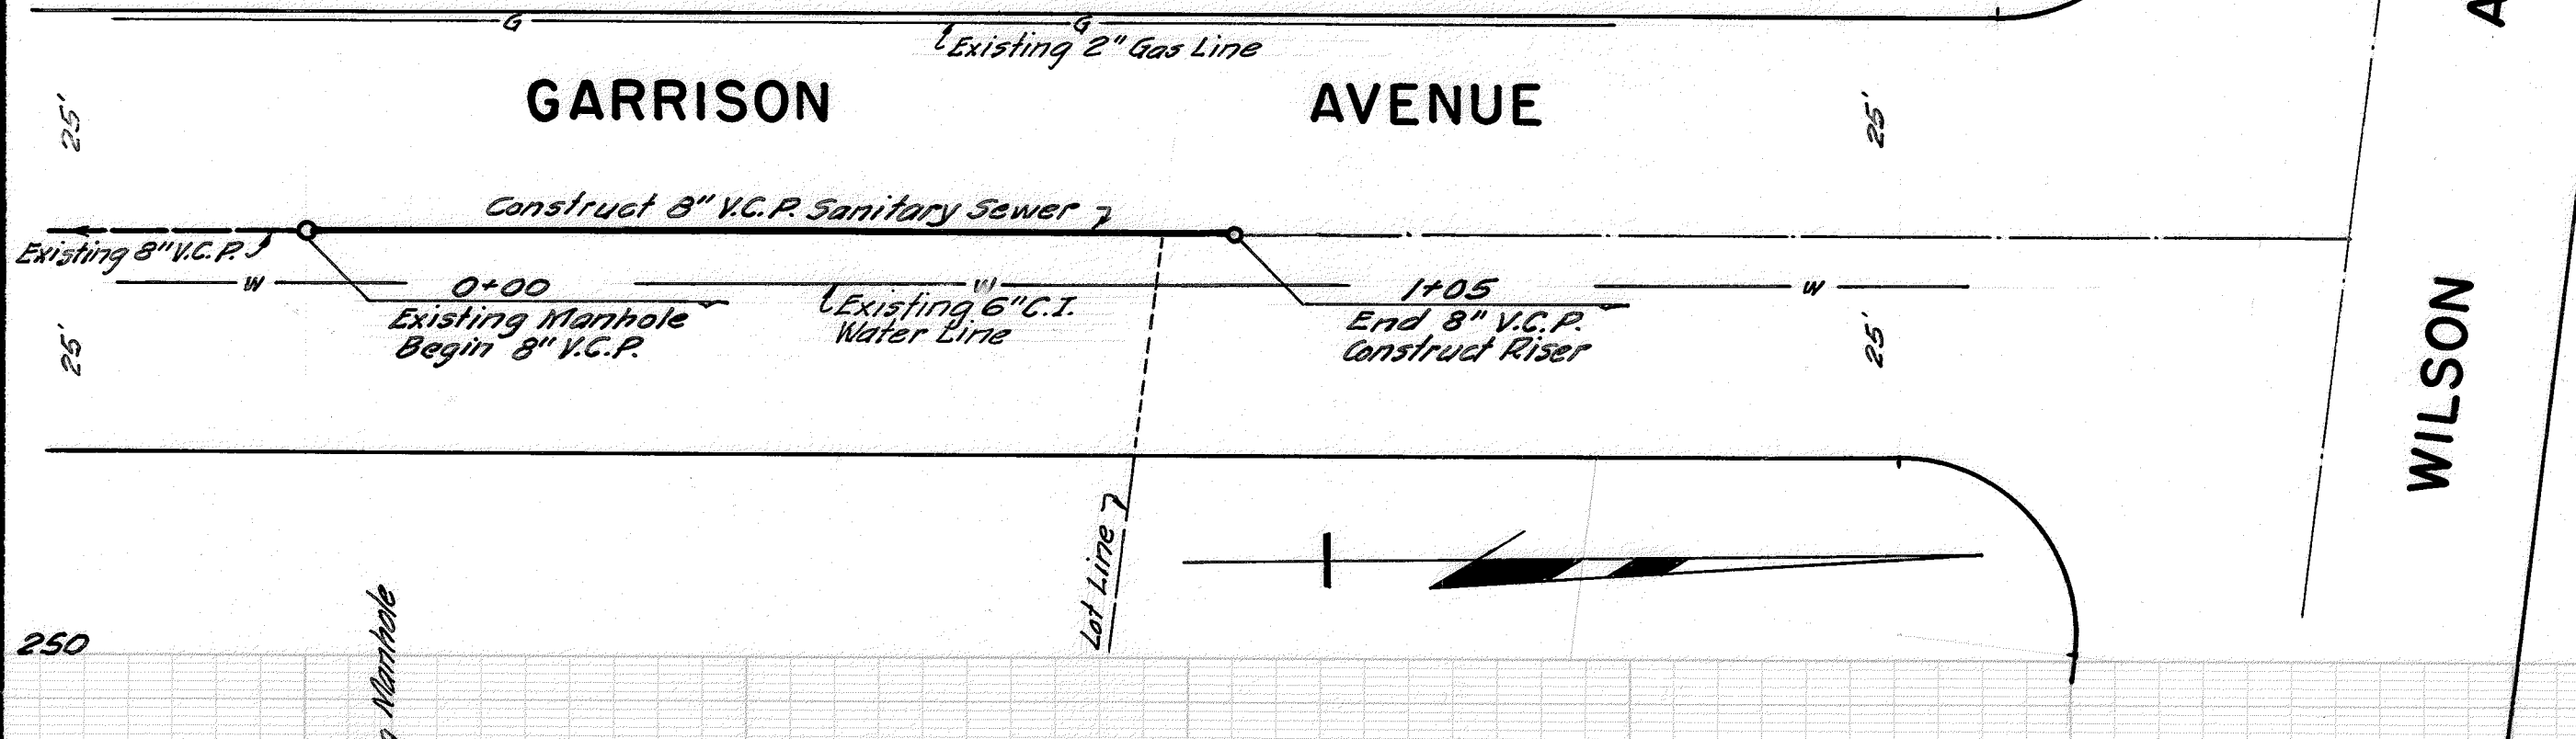 G G
Existing 2" Gas Line
GARRISON AVENUE
25' 25'
Construct 8" V.C.P. Sanitary Sewer
Existing 8" V.C.P.
W W W
0+00
Existing Manhole
Begin 8" V.C.P.
Existing 6" C.I.
Water Line
1+05
End 8" V.C.P.
Construct Riser
25' 25'
WILSON A
Lot Line
250
Manhole